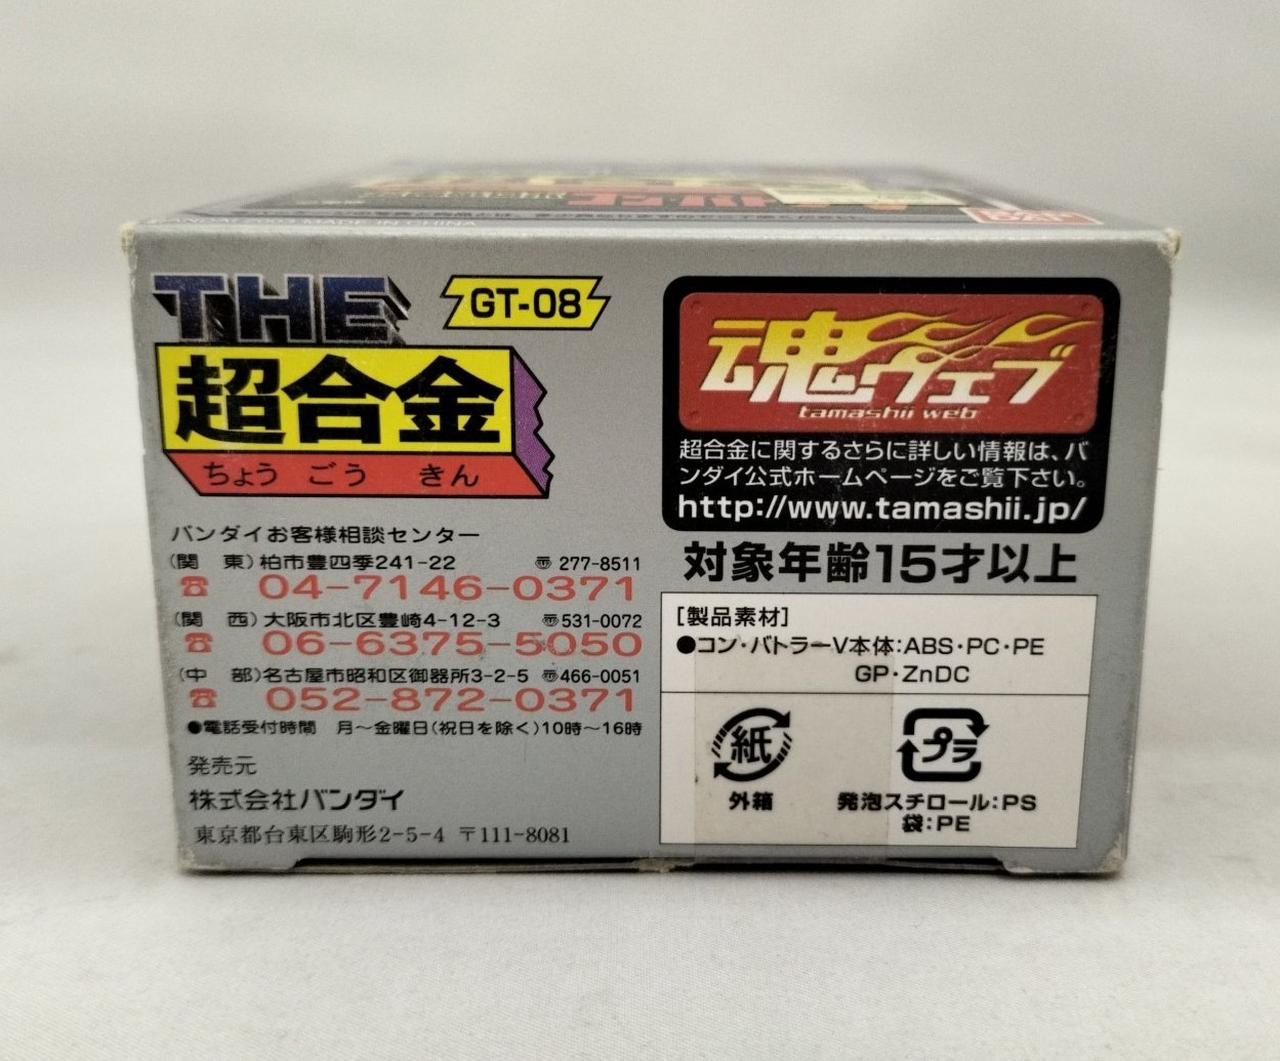 MADE IN CHINA
THE
GT-08
超合金
ちょう ごう きん
バンダイお客様相談センター
(関 東)柏市豊四季241-22 〠277-8511
☎ 04-7146-0371
(関 西)大阪市北区豊崎4-12-3 〠531-0072
☎ 06-6375-5050
(中 部)名古屋市昭和区御器所3-2-5 〠466-0051
☎ 052-872-0371
●電話受付時間 月～金曜日(祝日を除く)10時～16時
発売元
株式会社バンダイ
東京都台東区駒形2-5-4 〒111-8081
魂ウェブ
tamashii web
超合金に関するさらに詳しい情報は、バ
ンダイ公式ホームページをご覧下さい。
http://www.tamashii.jp/
対象年齢15才以上
[製品素材]
●コン・バトラーV本体:ABS・PC・PE
GP・ZnDC
紙
外箱
プラ
発泡スチロール:PS
袋:PE